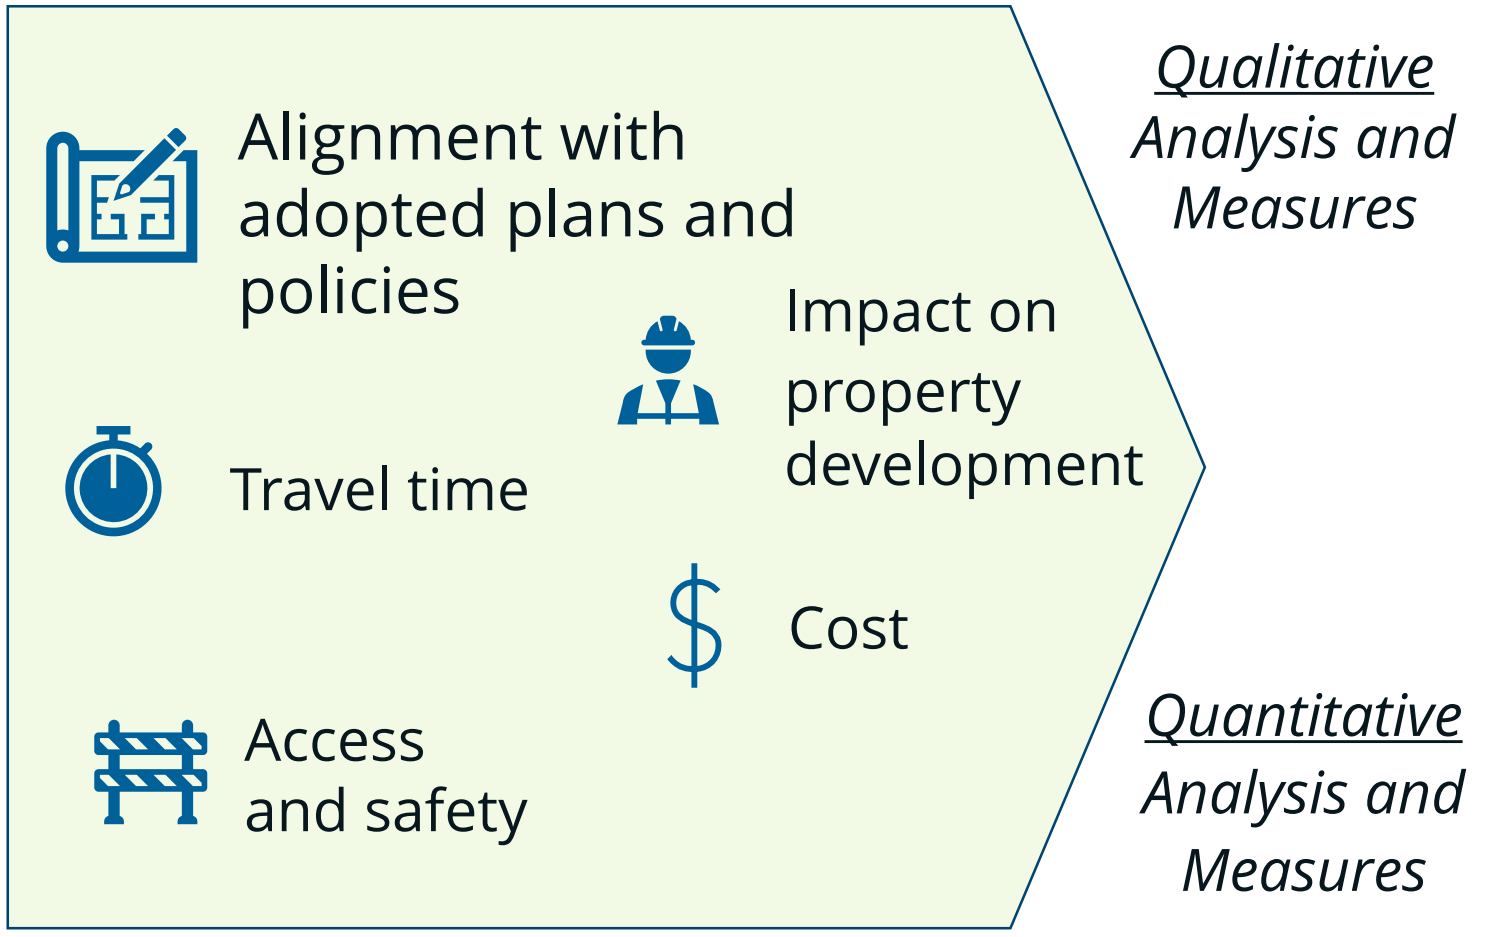 Alignment with
adopted plans and
policies
Impact on
property
development
Travel time
Cost
Access
and safety
Qualitative
Analysis and
Measures
Quantitative
Analysis and
Measures